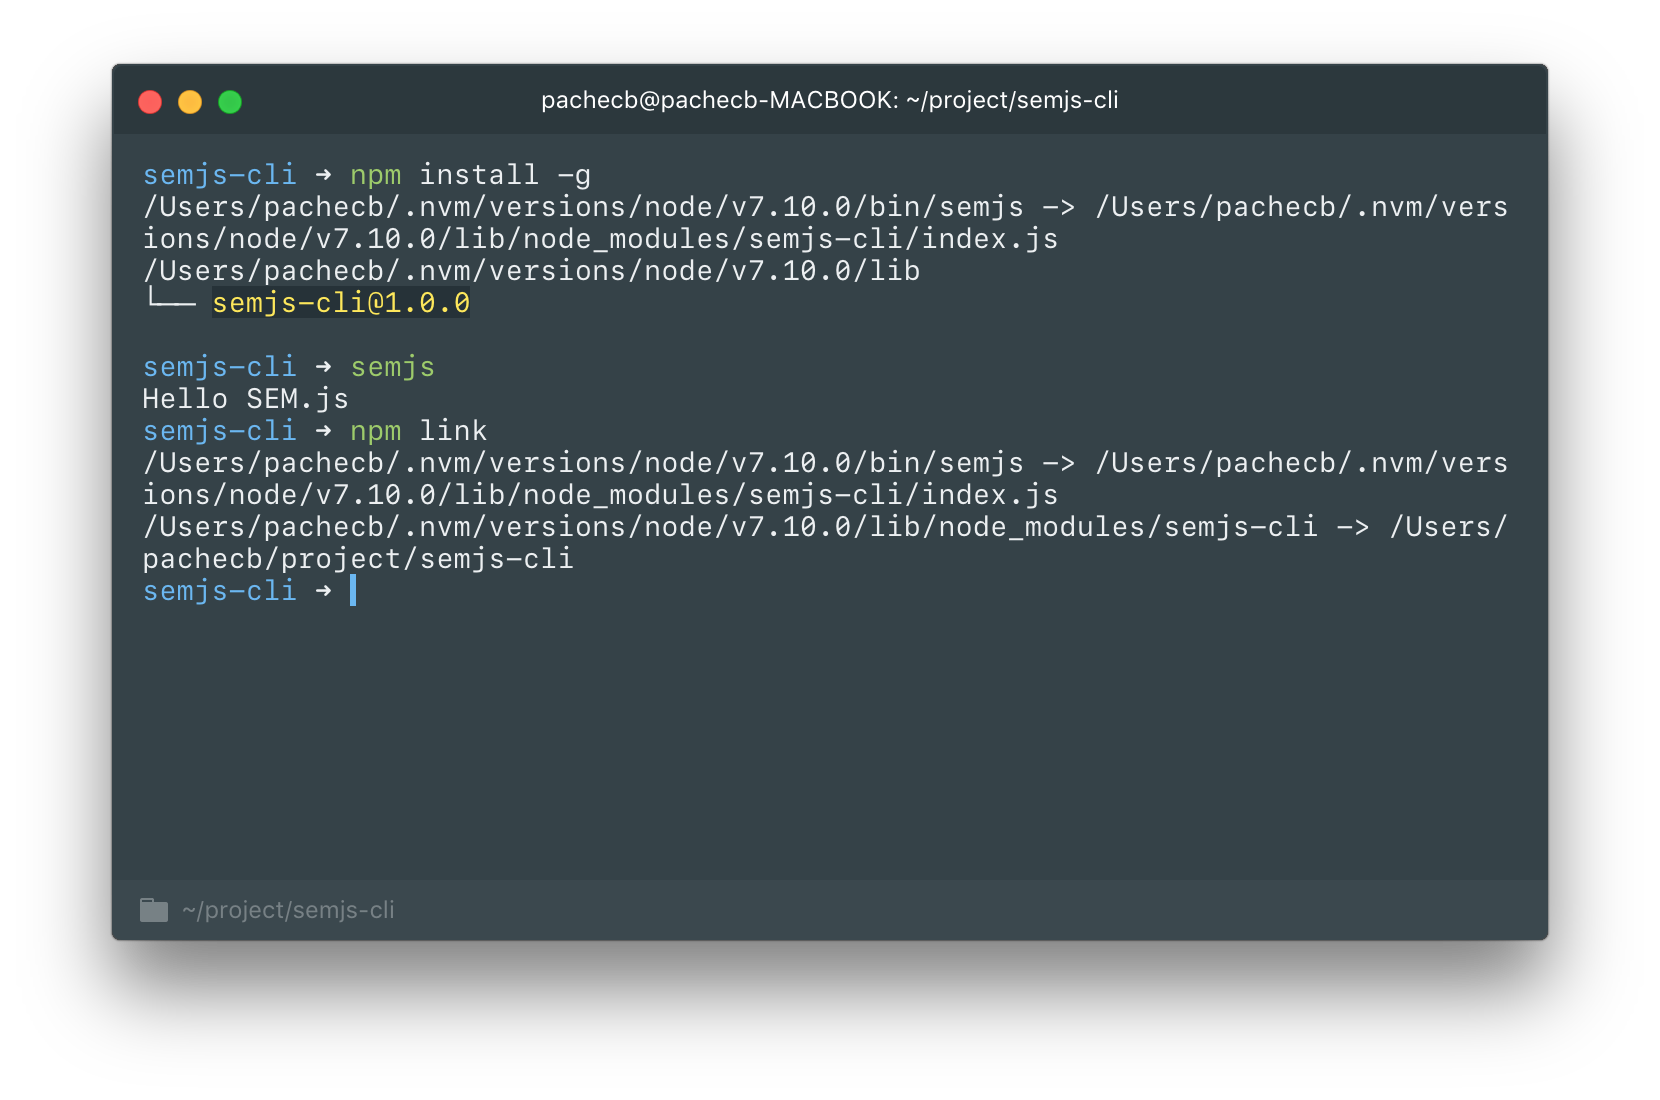 pachecb@pachecb-MACBOOK: ~/project/semjs-cli
semjs-cli ➜ npm install -g
/Users/pachecb/.nvm/versions/node/v7.10.0/bin/semjs -> /Users/pachecb/.nvm/vers
ions/node/v7.10.0/lib/node_modules/semjs-cli/index.js
/Users/pachecb/.nvm/versions/node/v7.10.0/lib
└── semjs-cli@1.0.0
semjs-cli ➜ semjs
Hello SEM.js
semjs-cli ➜ npm link
/Users/pachecb/.nvm/versions/node/v7.10.0/bin/semjs -> /Users/pachecb/.nvm/vers
ions/node/v7.10.0/lib/node_modules/semjs-cli/index.js
/Users/pachecb/.nvm/versions/node/v7.10.0/lib/node_modules/semjs-cli -> /Users/
pachecb/project/semjs-cli
semjs-cli ➜
~/project/semjs-cli